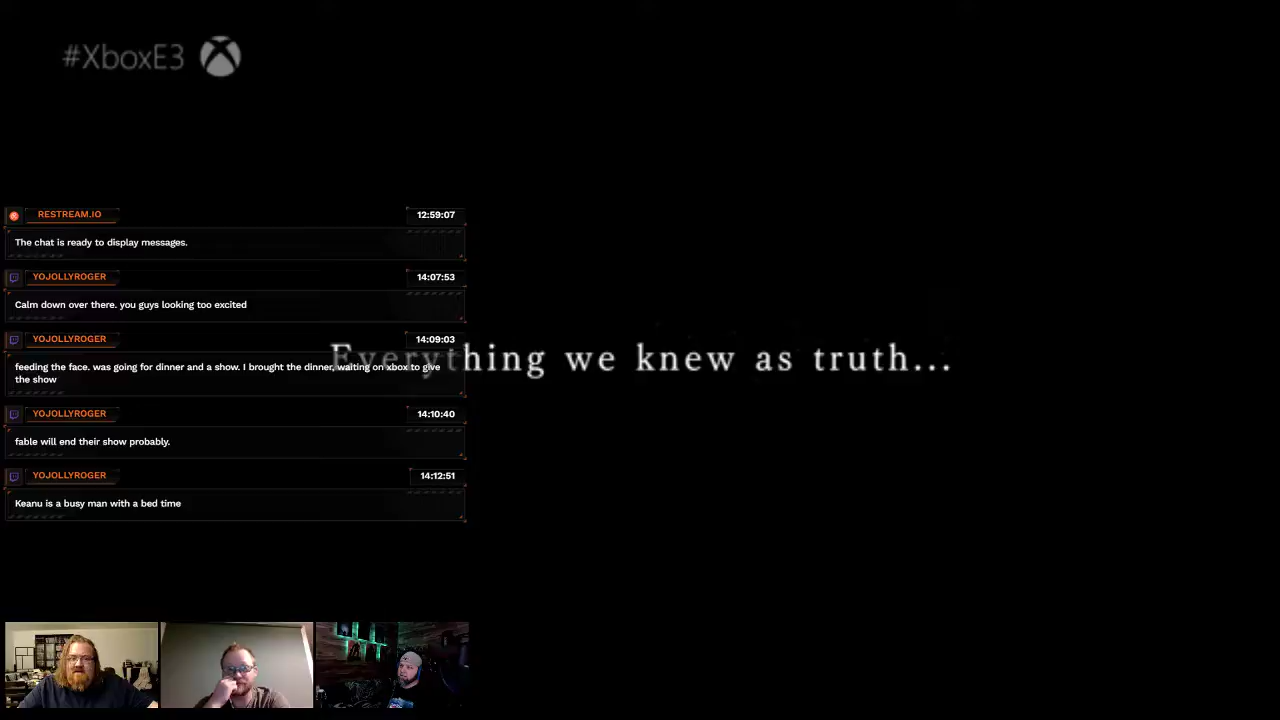 #XboxE3
RESTREAM.IO
12:59:07
The chat is ready to display messages.
YOJOLLYROGER
14:07:53
Calm down over there. you guys looking too excited
YOJOLLYROGER
14:09:03
feeding the face. was going for dinner and a show. I brought the dinner, waiting on xbox to give
the show
Everything we knew as truth...
YOJOLLYROGER
14:10:40
fable will end their show probably.
YOJOLLYROGER
14:12:51
Keanu is a busy man with a bed time